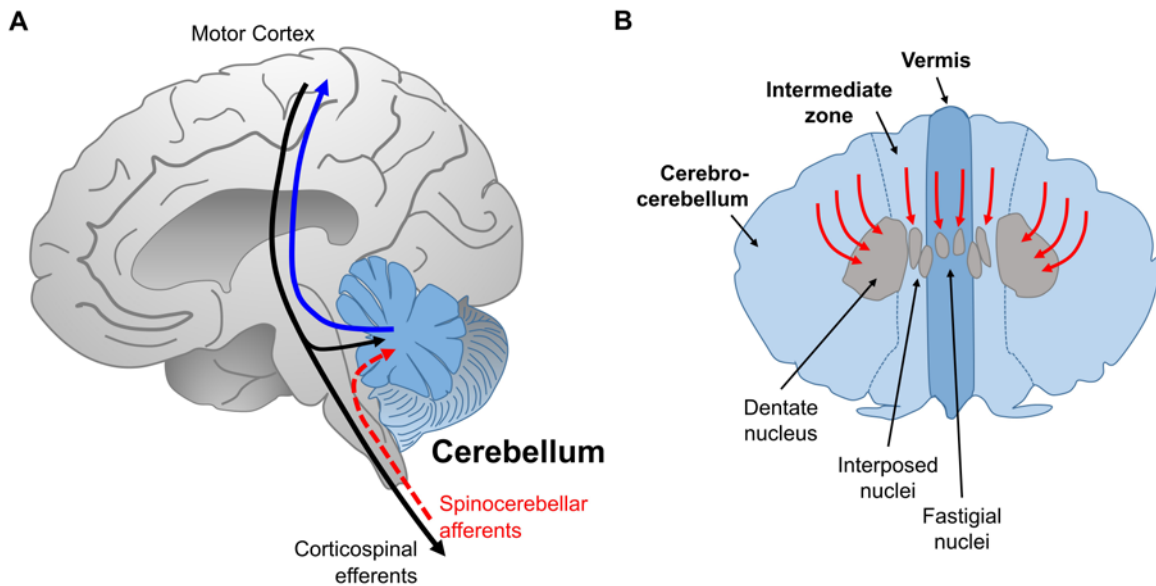 A
Motor Cortex
Cerebellum
Spinocerebellar
afferents
Corticospinal
efferents
B
Vermis
Intermediate
zone
Cerebro-
cerebellum
Dentate
nucleus
Interposed
nuclei
Fastigial
nuclei